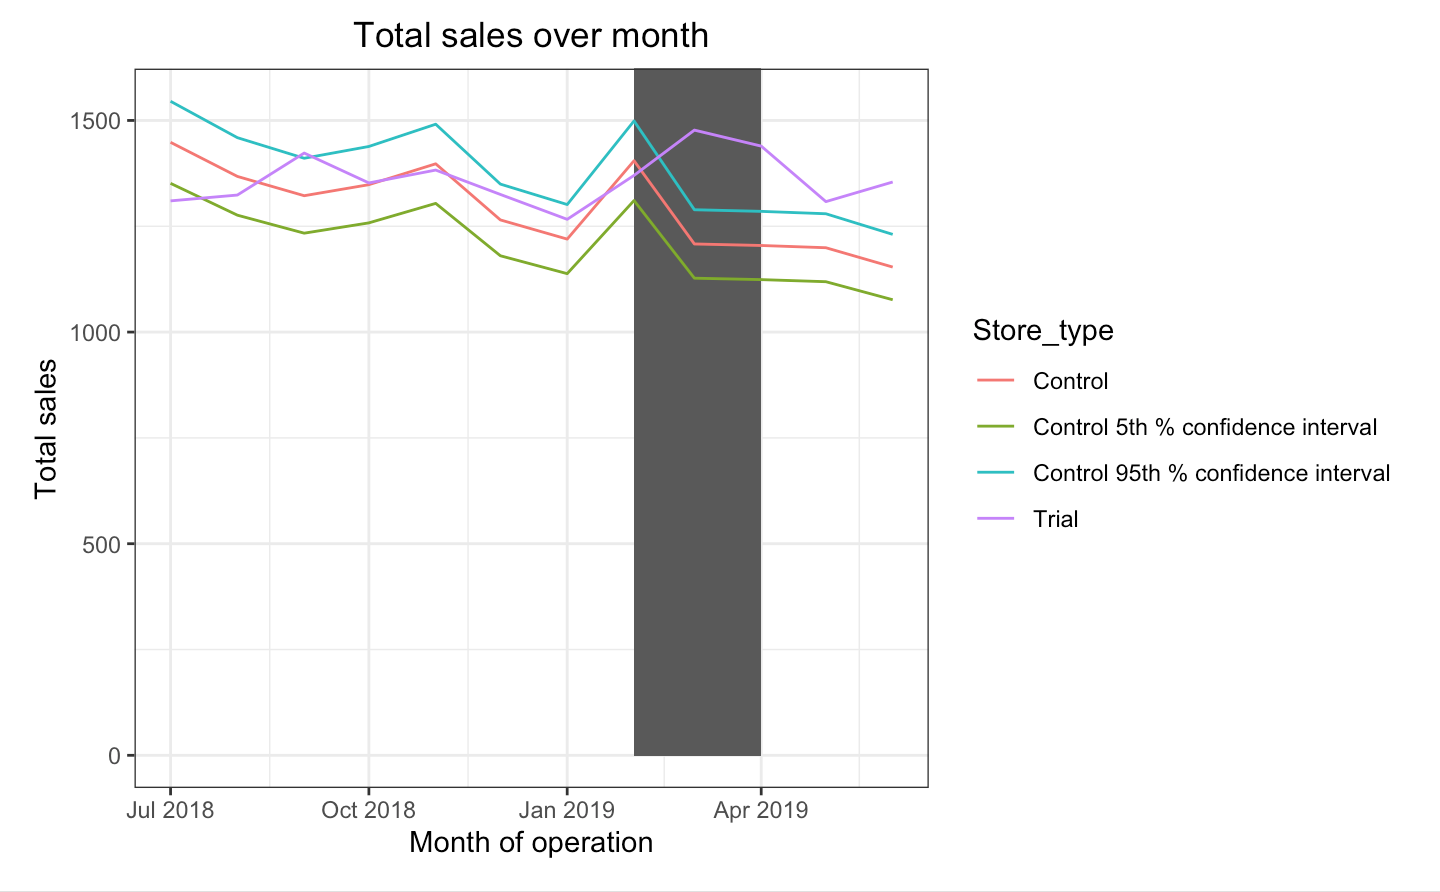 Total sales over month
1500
1000
500
0
Total sales
Jul 2018
Oct 2018
Jan 2019
Apr 2019
Month of operation
Store_type
Control
Control 5th % confidence interval
Control 95th % confidence interval
Trial